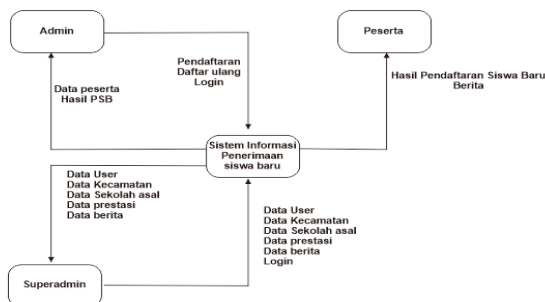 Admin
Peserta
Pendaftaran
Daftar ulang
Login
Data peserta
Hasil PSB
Hasil Pendaftaran Siswa Baru
Berita
Sistem Informasi
Penerimaan
siswa baru
Data User
Data Kecamatan
Data Sekolah asal
Data prestasi
Data berita
Data User
Data Kecamatan
Data Sekolah asal
Data prestasi
Data berita
Login
Superadmin